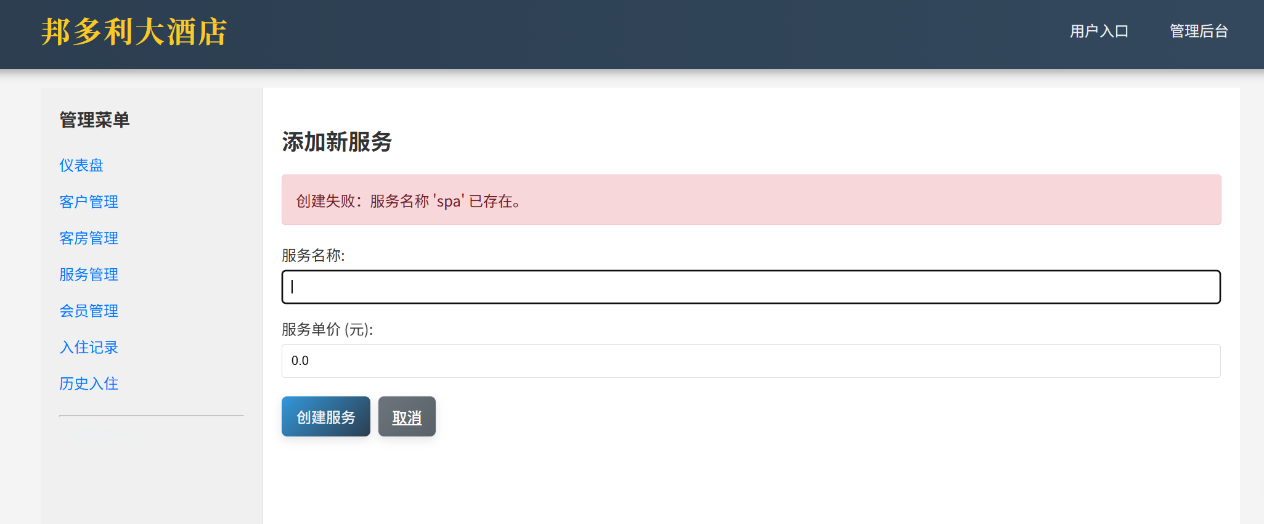 邦多利大酒店
用户入口 管理后台
管理菜单
仪表盘
客户管理
客房管理
服务管理
会员管理
入住记录
历史入住
添加新服务
创建失败：服务名称 'spa' 已存在。
服务名称:
服务单价 (元):
0.0
创建服务 取消